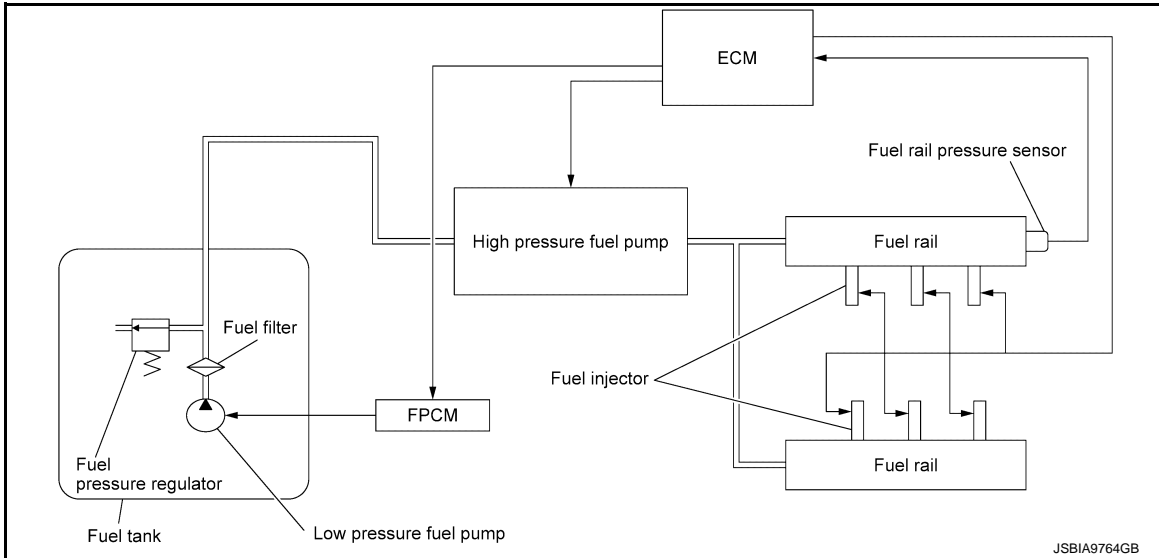 ECM
Fuel rail pressure sensor
High pressure fuel pump
Fuel rail
Fuel filter
Fuel injector
FPCM
Fuel
pressure regulator
Fuel rail
Fuel tank
Low pressure fuel pump
JSBIA9764GB